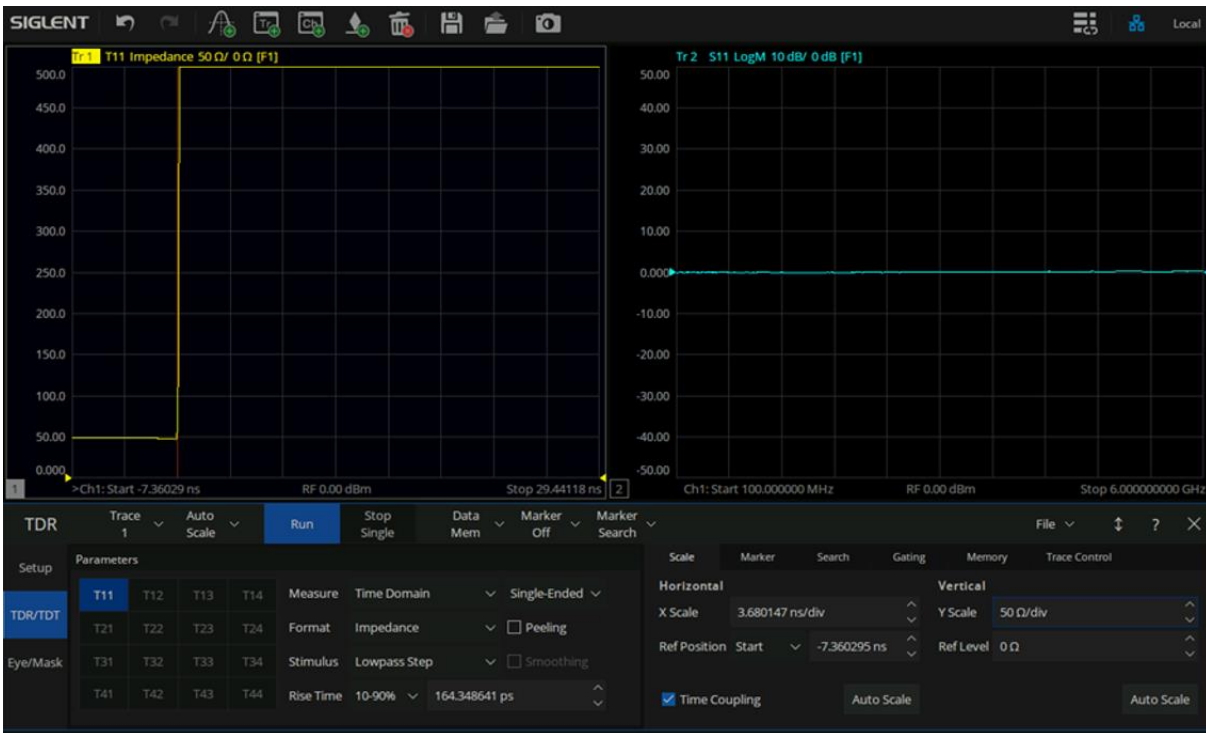 SIGLENT Tr Ch Local
Tr 1 T11 Impedance 50 Ω/ 0 Ω [F1]
500.0
450.0
400.0
350.0
300.0
250.0
200.0
150.0
100.0
50.00
0.000
1 >Ch1: Start -7.36029 ns RF 0.00 dBm Stop 29.44118 ns
Tr 2 S11 LogM 10 dB/ 0 dB [F1]
50.00
40.00
30.00
20.00
10.00
0.000
-10.00
-20.00
-30.00
-40.00
-50.00
2 Ch1: Start 100.000000 MHz RF 0.00 dBm Stop 6.000000000 GHz
TDR Trace 1 Auto Scale Run Stop Single Data Mem Marker Off Marker Search File ?
Setup
TDR/TDT
Eye/Mask
Parameters
T11 T12 T13 T14 Measure Time Domain Single-Ended
T21 T22 T23 T24 Format Impedance Peeling
T31 T32 T33 T34 Stimulus Lowpass Step Smoothing
T41 T42 T43 T44 Rise Time 10-90% 164.348641 ps
Scale Marker Search Gating Memory Trace Control
Horizontal Vertical
X Scale 3.680147 ns/div Y Scale 50 Ω/div
Ref Position Start -7.360295 ns Ref Level 0 Ω
Time Coupling Auto Scale Auto Scale